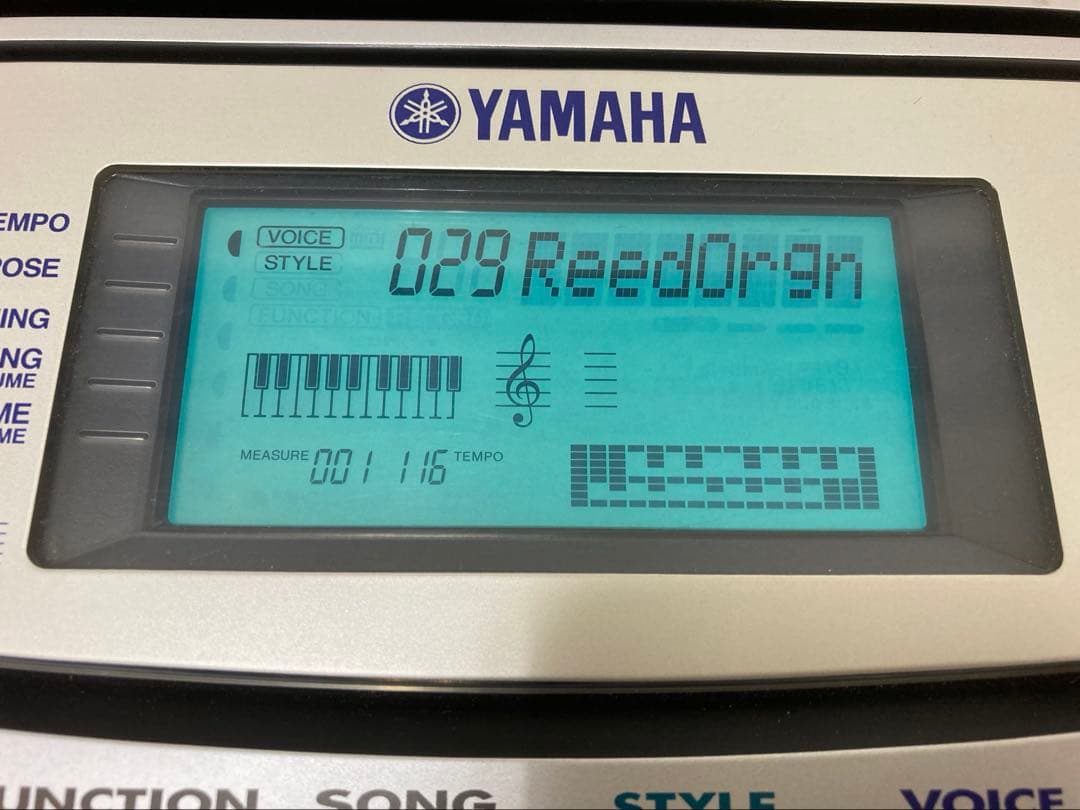 YAMAHA
EMPO
OSE
ING
NG
UME
ME
ME
VOICE
STYLE
SONG
FUNCTION
029 ReedOrgn
MEASURE 001 116 TEMPO
UNCTION SONG STYLE VOICE